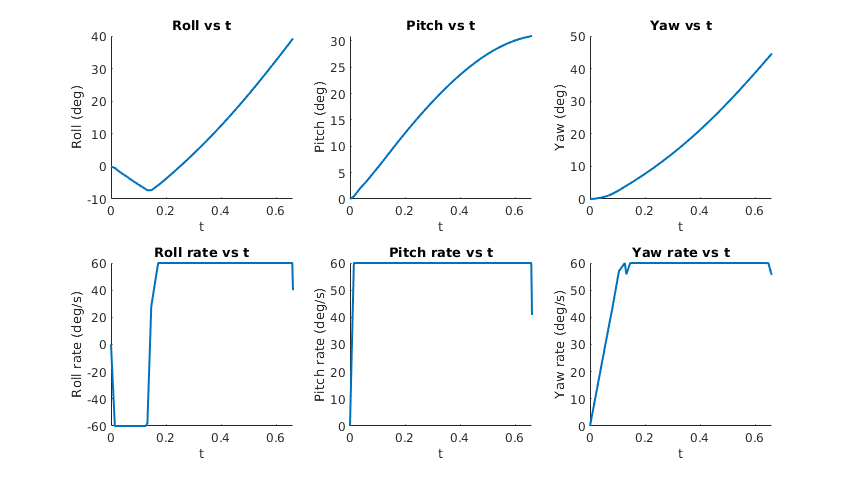 Roll vs t
Roll (deg)
40
30
20
10
0
-10
0 0.2 0.4 0.6
t
Pitch vs t
Pitch (deg)
30
25
20
15
10
5
0
0 0.2 0.4 0.6
t
Yaw vs t
Yaw (deg)
50
40
30
20
10
0
0 0.2 0.4 0.6
t
Roll rate vs t
Roll rate (deg/s)
60
40
20
0
-20
-40
-60
0 0.2 0.4 0.6
t
Pitch rate vs t
Pitch rate (deg/s)
60
50
40
30
20
10
0
0 0.2 0.4 0.6
t
Yaw rate vs t
Yaw rate (deg/s)
60
50
40
30
20
10
0
0 0.2 0.4 0.6
t